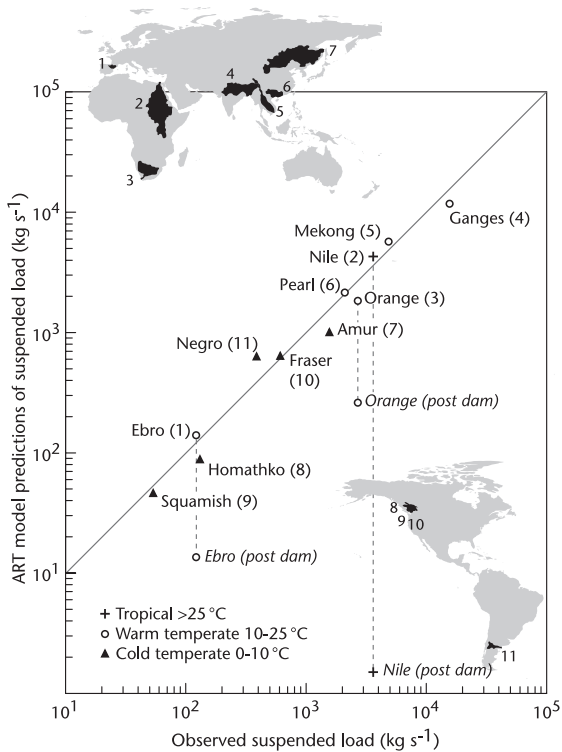 1
2
3
4
5
6
7
10⁵
10⁴
10³
10²
10¹
ART model predictions of suspended load (kg s⁻¹)
Ganges (4)
Mekong (5)
Nile (2)
Pearl (6)
Orange (3)
Amur (7)
Negro (11)
Fraser
(10)
Orange (post dam)
Ebro (1)
Homathko (8)
Squamish (9)
Ebro (post dam)
8
9 10
11
+ Tropical >25 °C
○ Warm temperate 10-25 °C
▲ Cold temperate 0-10 °C
Nile (post dam)
10¹ 10² 10³ 10⁴ 10⁵
Observed suspended load (kg s⁻¹)